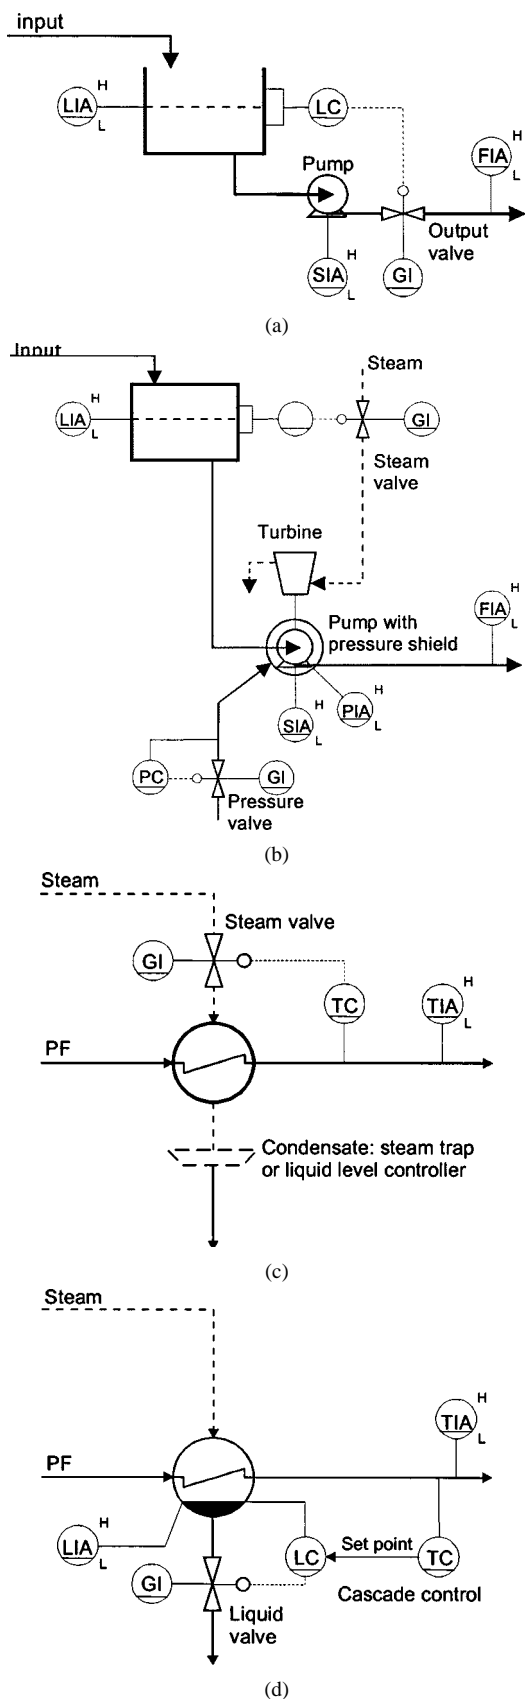 input
H
LIA
L
LC
H
FIA
L
Pump
Output
valve
H
SIA
L
GI
(a)
Input
Steam
H
LIA
L
GI
Steam
valve
Turbine
H
FIA
L
Pump with
pressure shield
H
SIA
L
H
PIA
L
PC
GI
Pressure
valve
(b)
Steam
Steam valve
GI
TC
H
TIA
L
PF
Condensate: steam trap
or liquid level controller
(c)
Steam
H
TIA
L
PF
H
LIA
L
LC
Set point
TC
GI
Cascade control
Liquid
valve
(d)